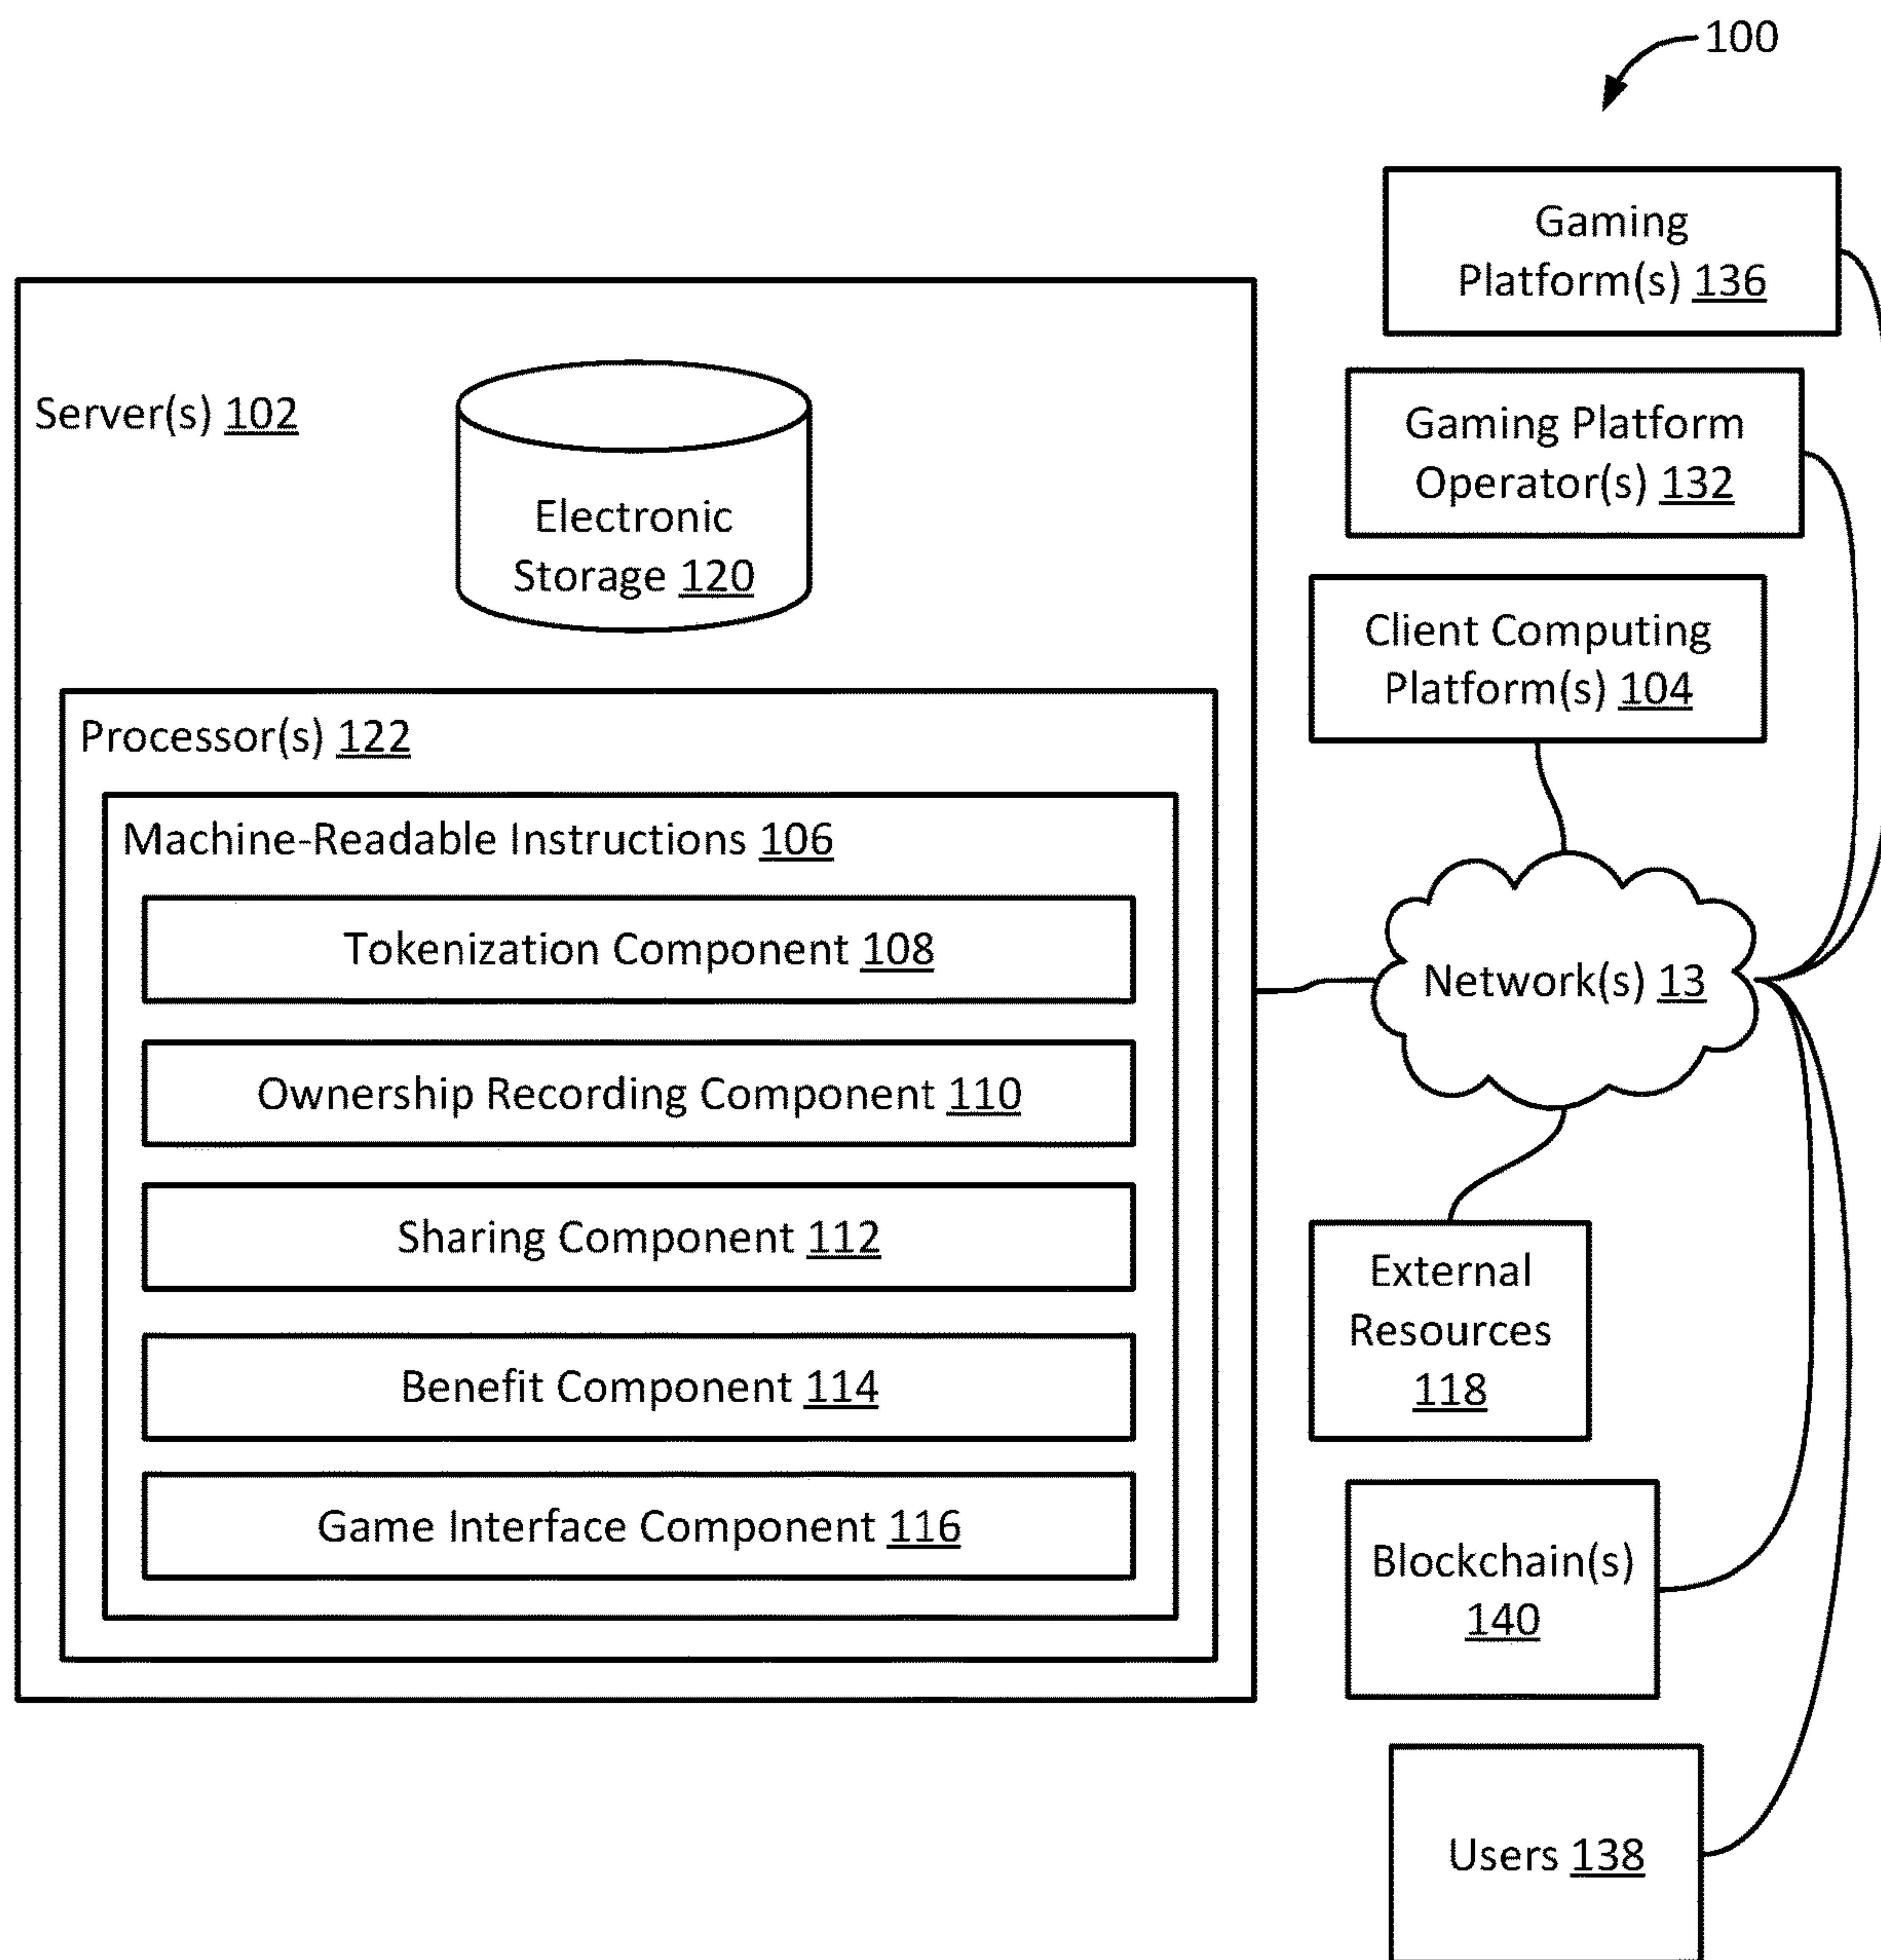 100
Gaming
Platform(s) 136
Server(s) 102
Gaming Platform
Operator(s) 132
Electronic
Storage 120
Client Computing
Platform(s) 104
Processor(s) 122
Machine-Readable Instructions 106
Tokenization Component 108
Network(s) 13
Ownership Recording Component 110
Sharing Component 112
External
Resources
118
Benefit Component 114
Game Interface Component 116
Blockchain(s)
140
Users 138